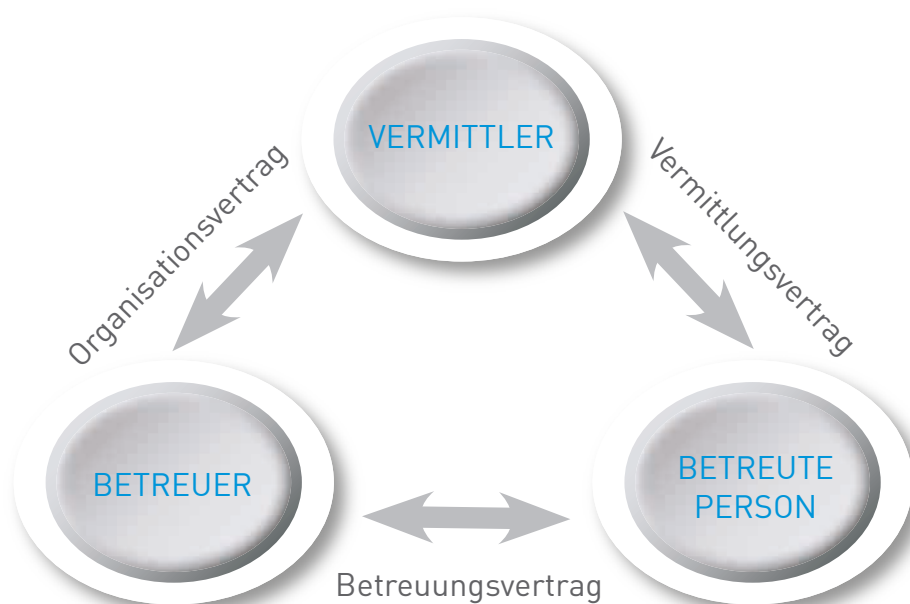 VERMITTLER
Organisationsvertrag
Vermittlungsvertrag
BETREUER
BETREUTE
PERSON
Betreuungsvertrag